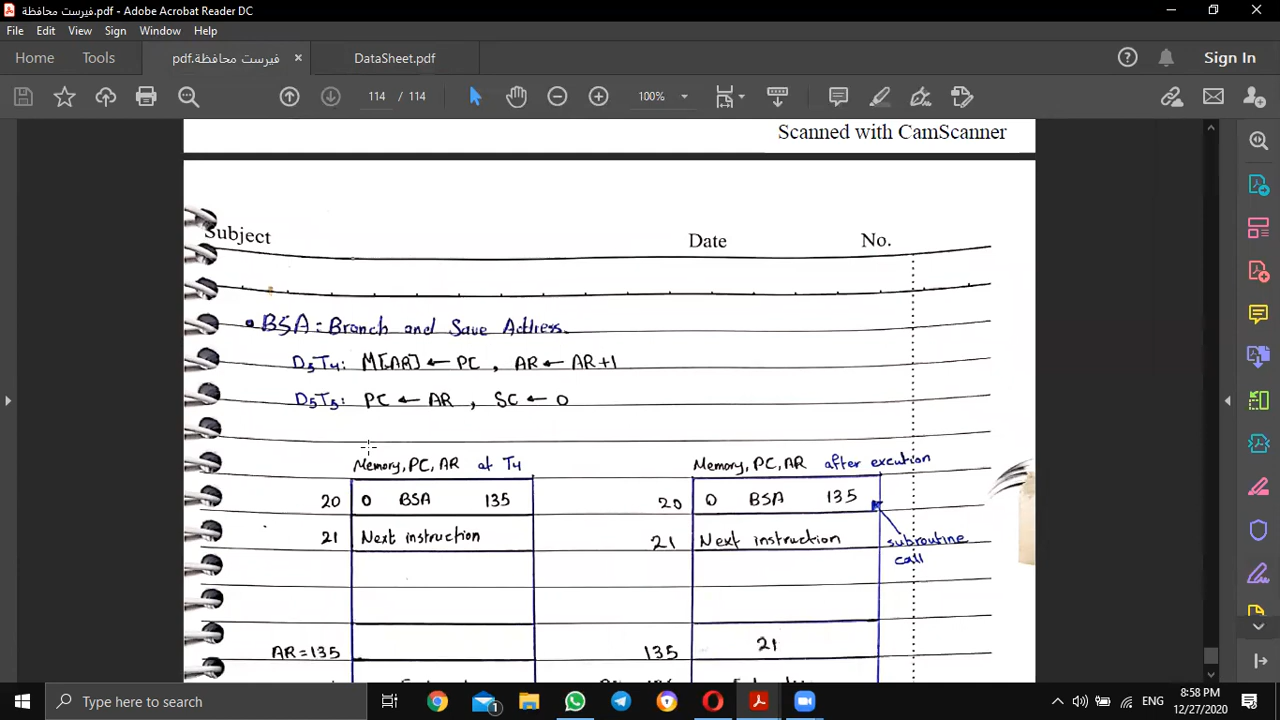 فيرست محافظة.pdf - Adobe Acrobat Reader DC
File Edit View Sign Window Help
Home Tools فيرست محافظة.pdf × DataSheet.pdf Sign In
114 / 114 100%
Scanned with CamScanner
Subject Date No.
• BSA: Branch and Save Address.
D5T4: M[AR] ← PC , AR ← AR+1
D5T5: PC ← AR , SC ← 0
Memory, PC, AR at T4 Memory, PC, AR after excution
20 0 BSA 135 20 0 BSA 135
21 Next instruction 21 Next instruction subroutine
call
21
AR=135 135
Type here to search 1 ENG 8:58 PM
12/27/2020